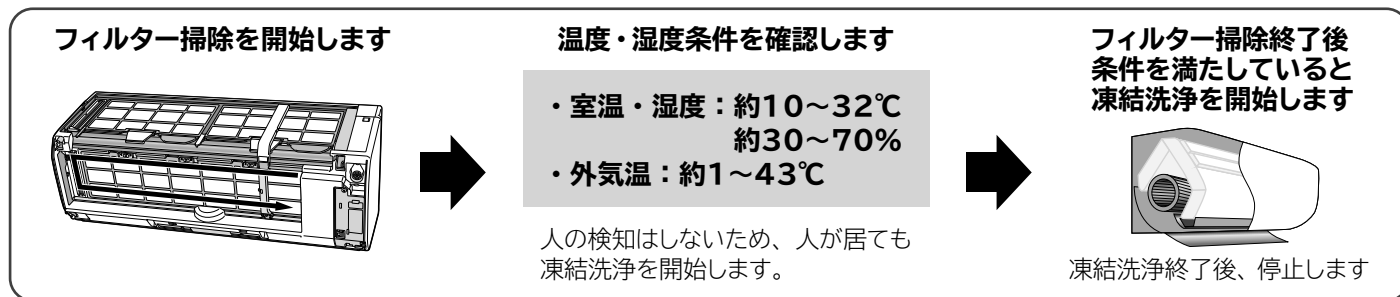 フィルター掃除を開始します
温度・湿度条件を確認します
・室温・湿度：約10～32℃
約30～70%
・外気温：約1～43℃
人の検知はしないため、人が居ても
凍結洗浄を開始します。
フィルター掃除終了後
条件を満たしていると
凍結洗浄を開始します
凍結洗浄終了後、停止します